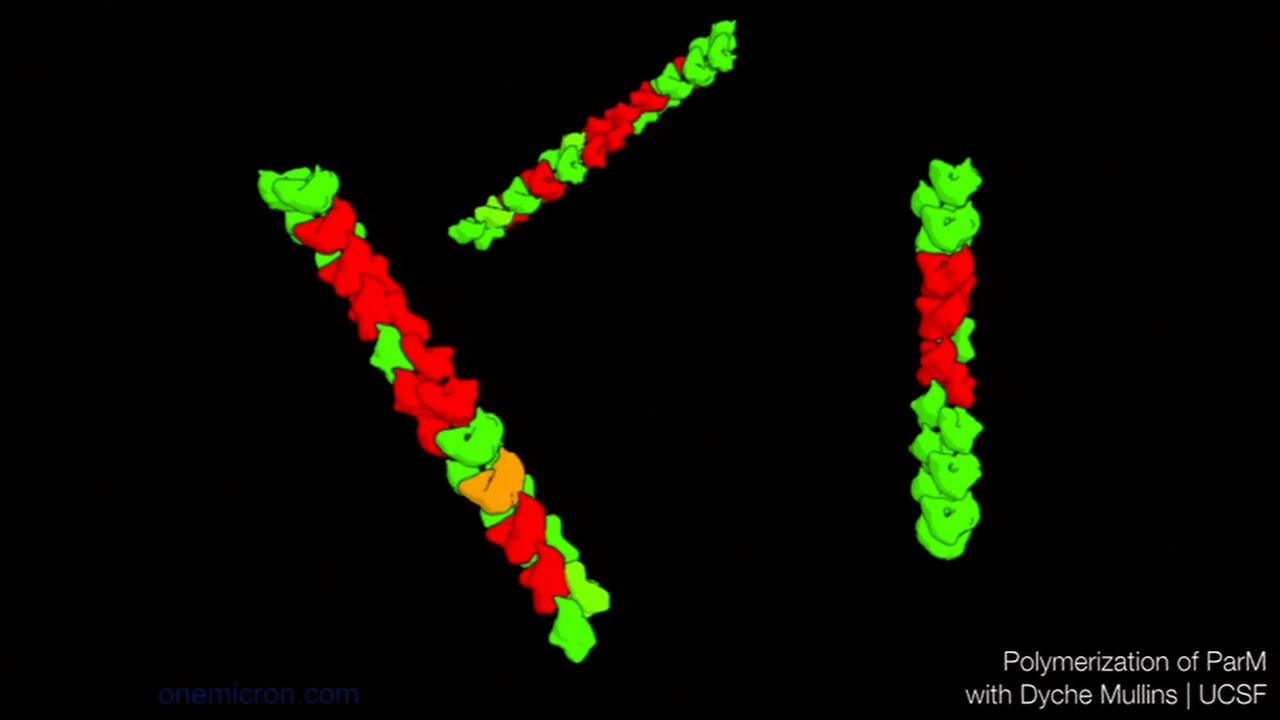 Polymerization of ParM
with Dyche Mullins | UCSF
onemicron.com